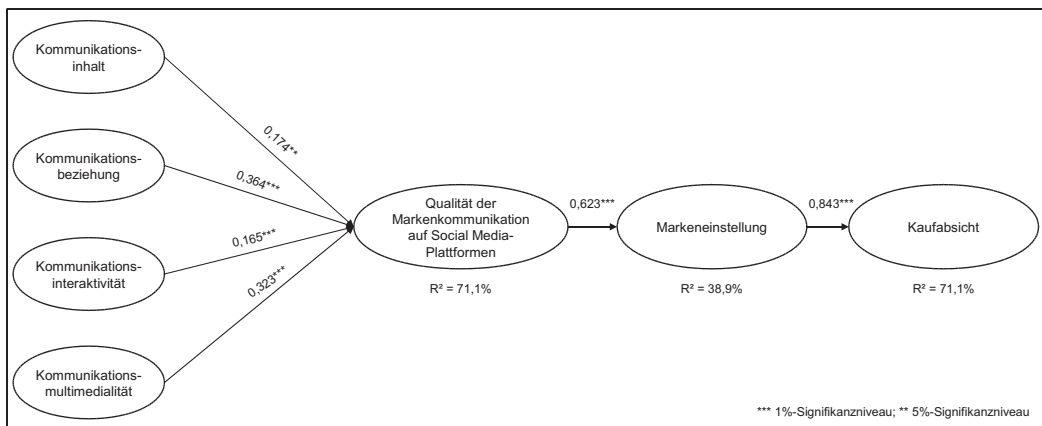 Kommunikations-
inhalt
Kommunikations-
beziehung
Kommunikations-
interaktivität
Kommunikations-
multimedialität
0,174**
0,364***
0,165***
0,323***
Qualität der
Markenkommunikation
auf Social Media-
Plattformen
R² = 71,1%
0,623***
Markeneinstellung
R² = 38,9%
0,843***
Kaufabsicht
R² = 71,1%
*** 1%-Signifikanzniveau; ** 5%-Signifikanzniveau